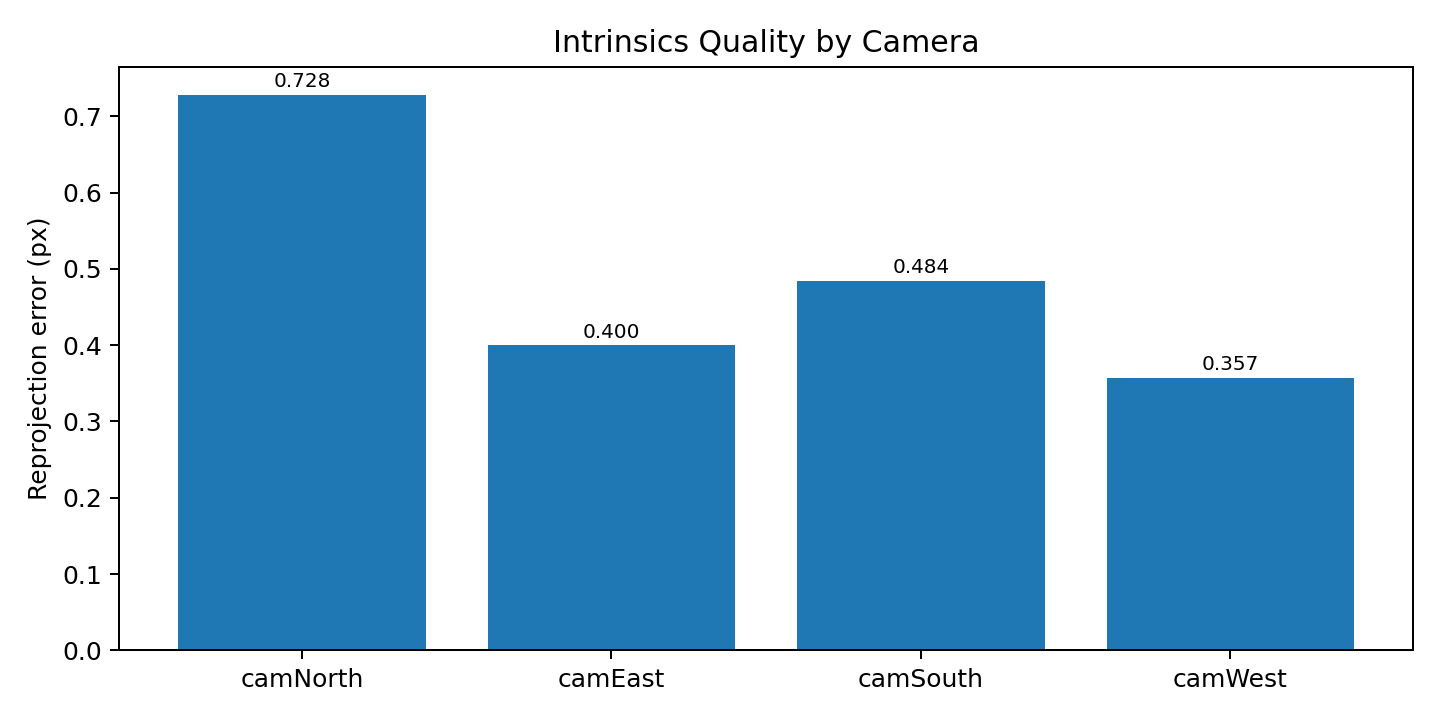 Intrinsics Quality by Camera
Reprojection error (px)
0.7
0.6
0.5
0.4
0.3
0.2
0.1
0.0
0.728
0.400
0.484
0.357
camNorth
camEast
camSouth
camWest